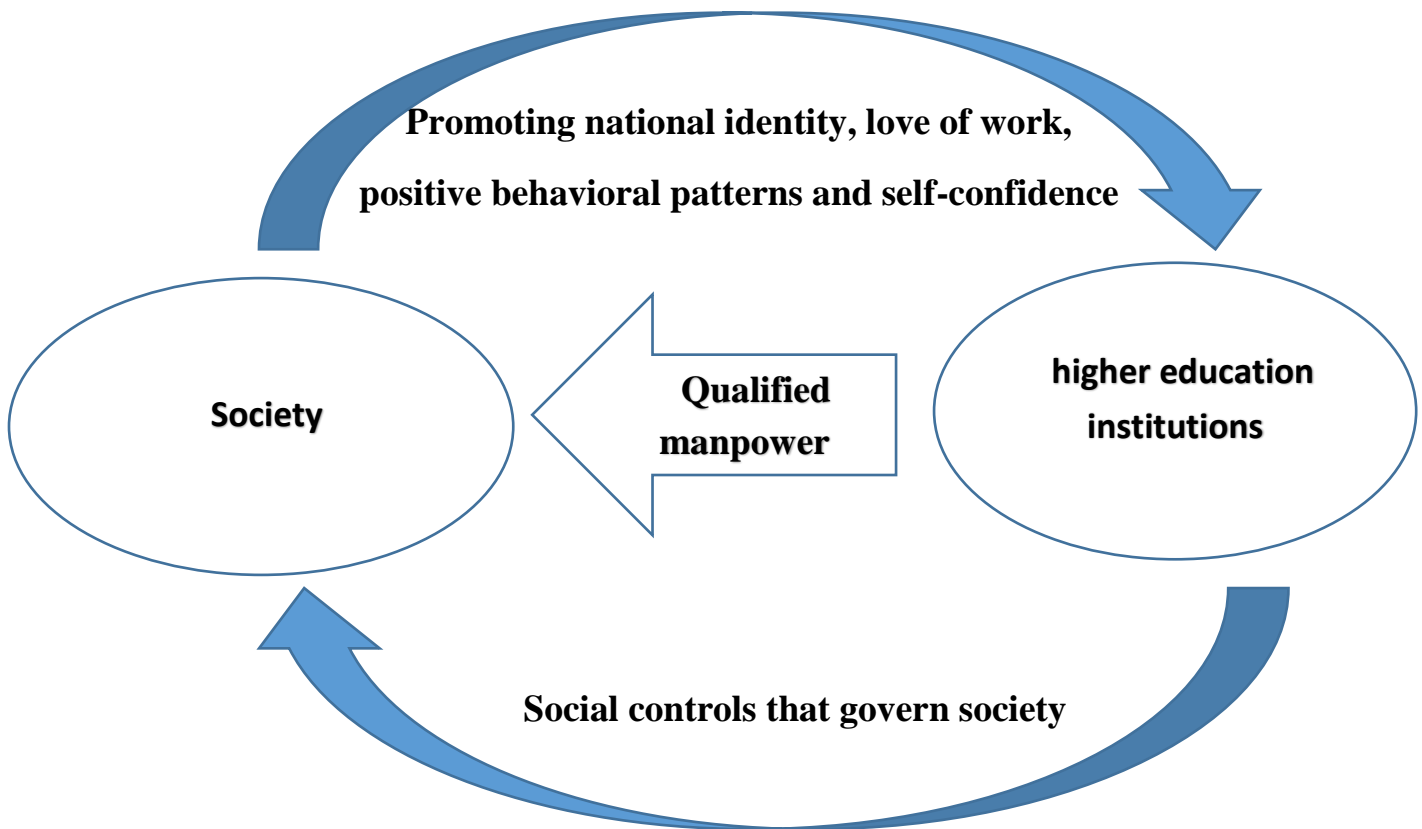 Promoting national identity, love of work,
positive behavioral patterns and self-confidence
Society
Qualified
manpower
higher education
institutions
Social controls that govern society